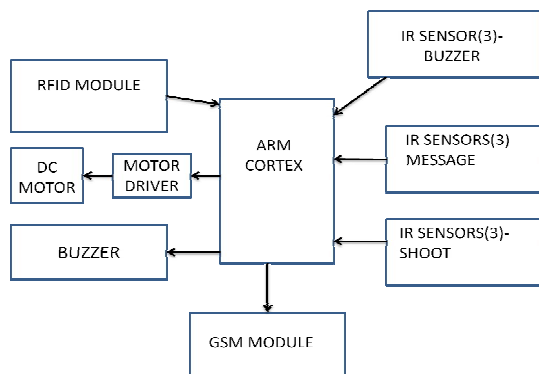 IR SENSOR(3)-
BUZZER
RFID MODULE
ARM
CORTEX
IR SENSORS(3)
MESSAGE
DC
MOTOR
MOTOR
DRIVER
IR SENSORS(3)-
SHOOT
BUZZER
GSM MODULE